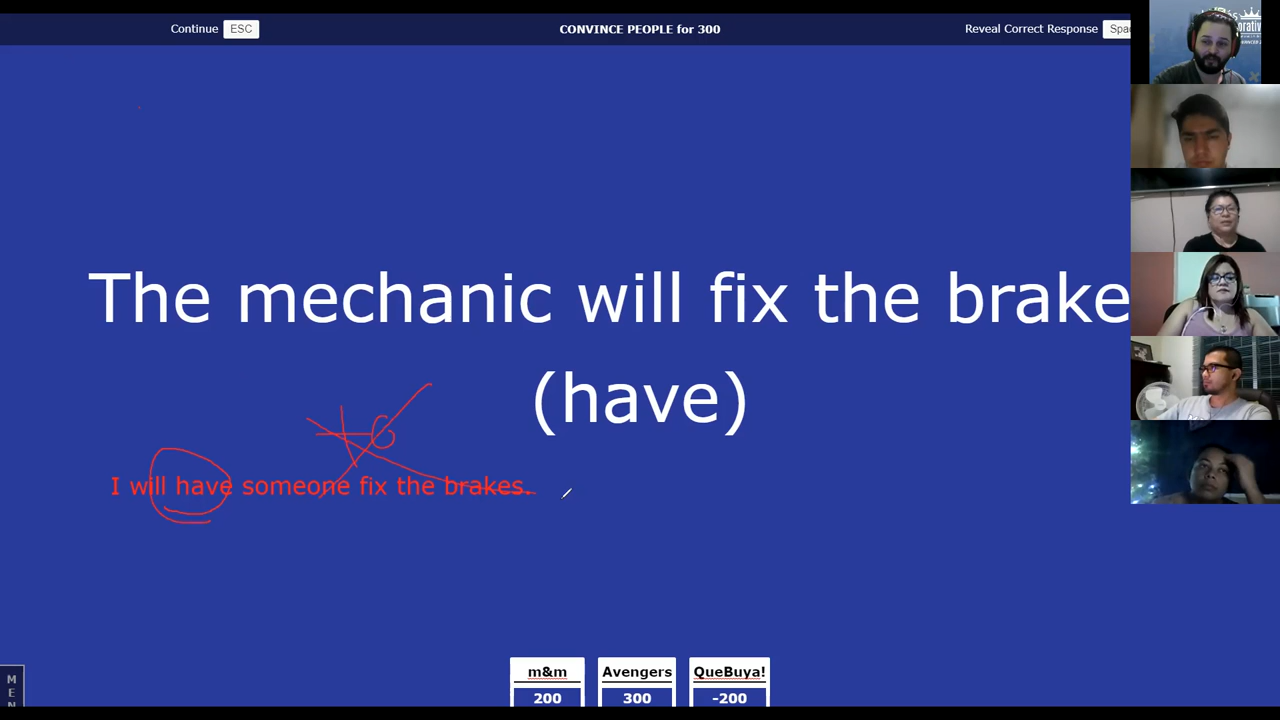 Continue ESC CONVINCE PEOPLE for 300 Reveal Correct Response
The mechanic will fix the brake
(have)
to
I will have someone fix the brakes.
m&m Avengers QueBuya!
200 300 -200